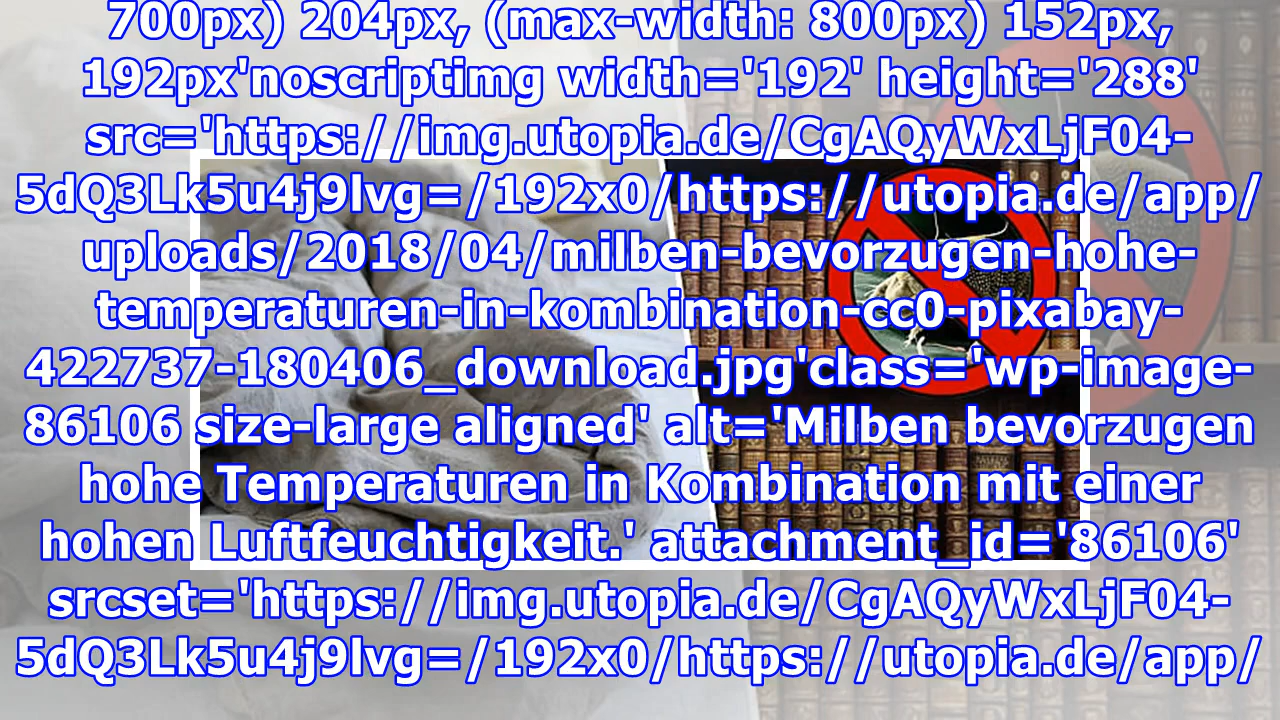 700px) 204px, (max-width: 800px) 152px,
192px'noscriptimg width='192' height='288'
src='https://img.utopia.de/CgAQyWxLjF04-
5dQ3Lk5u4j9lvg=/192x0/https://utopia.de/app/
uploads/2018/04/milben-bevorzugen-hohe-
temperaturen-in-kombination-cc0-pixabay-
422737-180406_download.jpg'class='wp-image-
86106 size-large aligned' alt='Milben bevorzugen
hohe Temperaturen in Kombination mit einer
hohen Luftfeuchtigkeit.' attachment_id='86106'
srcset='https://img.utopia.de/CgAQyWxLjF04-
5dQ3Lk5u4j9lvg=/192x0/https://utopia.de/app/